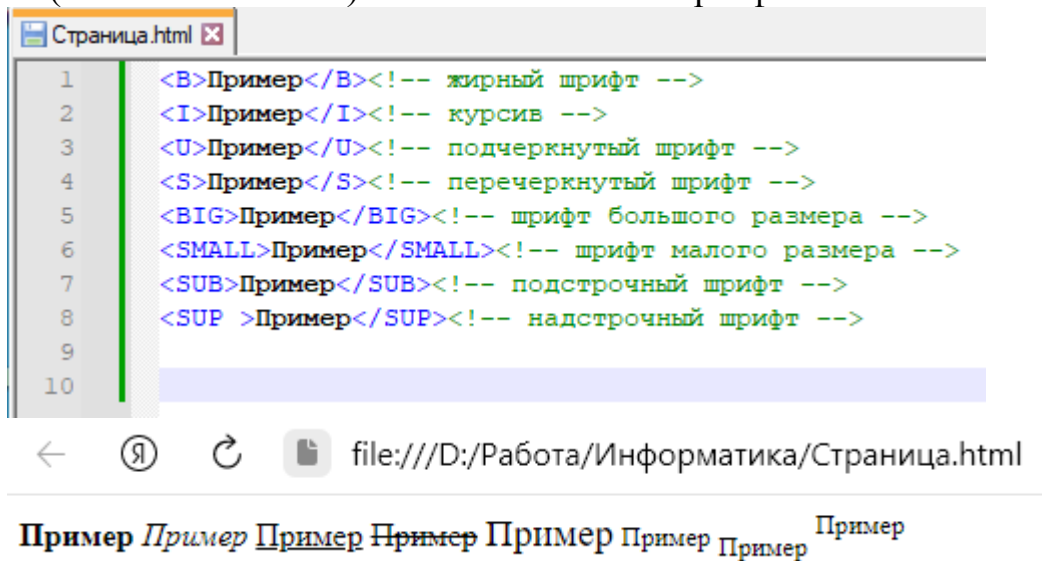 Страница.html
1 <B>Пример</B><!-- жирный шрифт -->
2 <I>Пример</I><!-- курсив -->
3 <U>Пример</U><!-- подчеркнутый шрифт -->
4 <S>Пример</S><!-- перечеркнутый шрифт -->
5 <BIG>Пример</BIG><!-- шрифт большого размера -->
6 <SMALL>Пример</SMALL><!-- шрифт малого размера -->
7 <SUB>Пример</SUB><!-- подстрочный шрифт -->
8 <SUP >Пример</SUP><!-- надстрочный шрифт -->
9
10
Я file:///D:/Работа/Информатика/Страница.html
Пример Пример Пример Пример Пример Пример Пример Пример